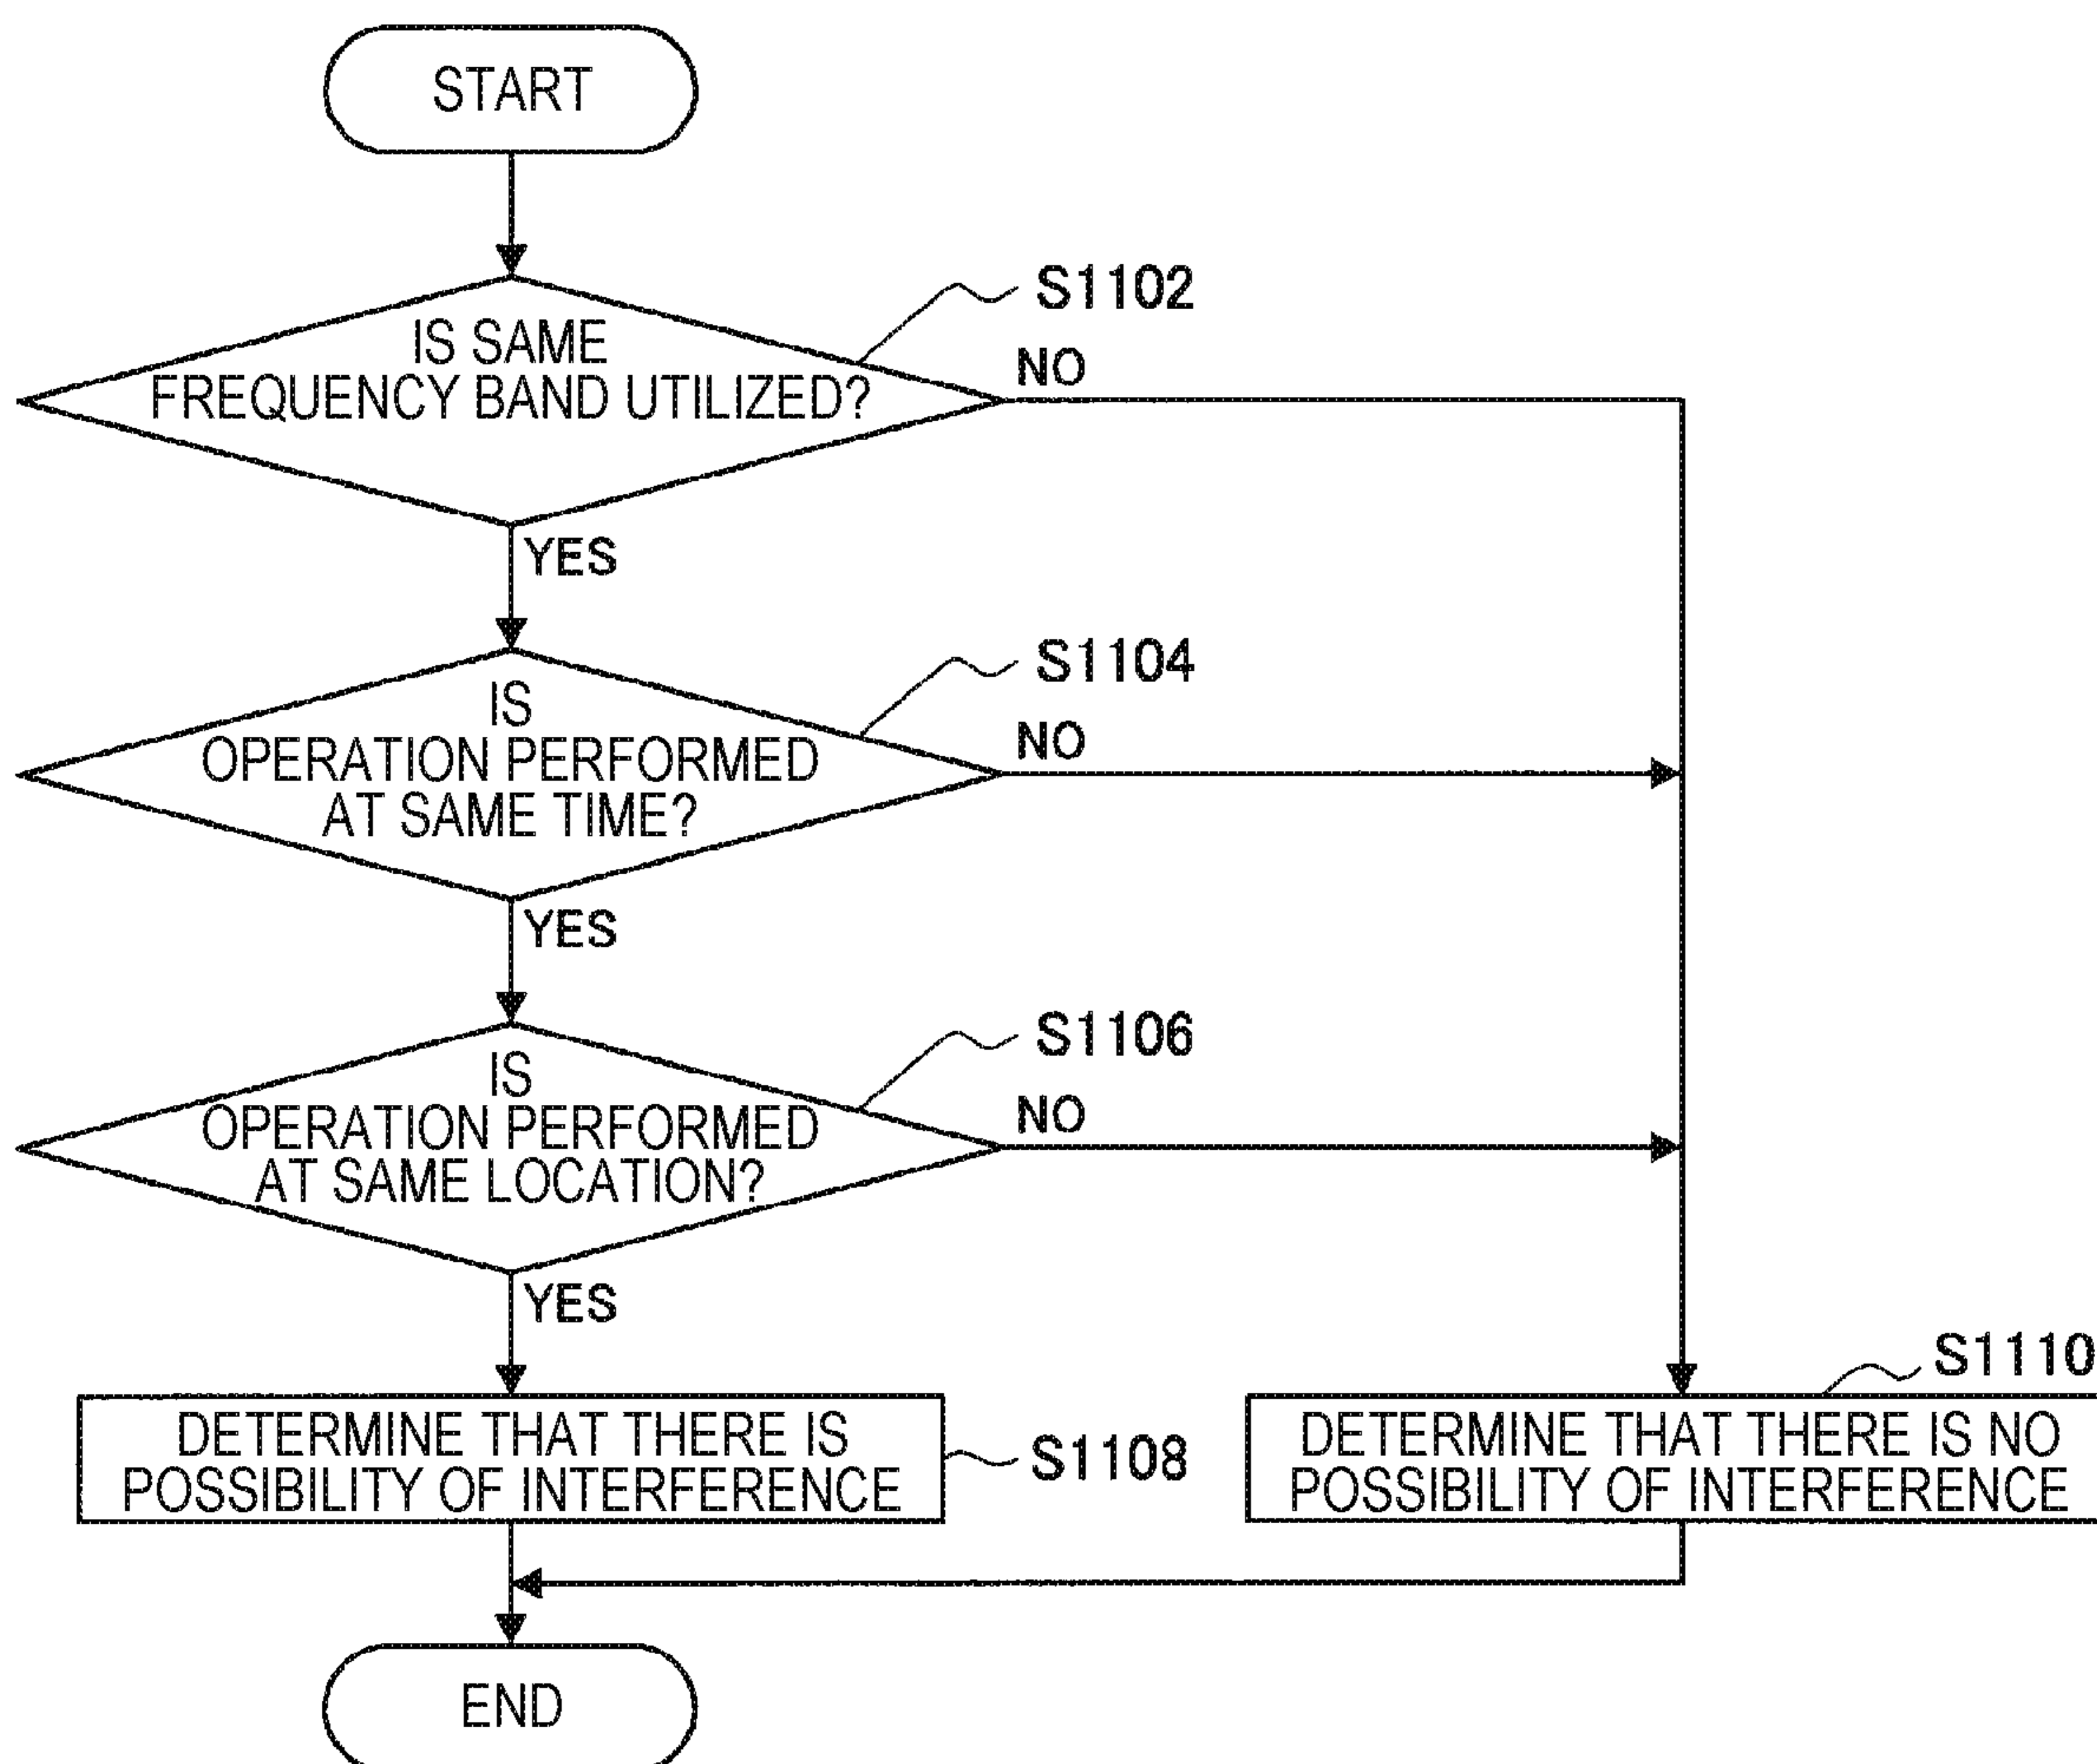 START
S1102
IS SAME
FREQUENCY BAND UTILIZED?
NO
YES
S1104
IS
OPERATION PERFORMED
AT SAME TIME?
NO
YES
S1106
IS
OPERATION PERFORMED
AT SAME LOCATION?
NO
YES
DETERMINE THAT THERE IS
POSSIBILITY OF INTERFERENCE
S1108
S1110
DETERMINE THAT THERE IS NO
POSSIBILITY OF INTERFERENCE
END